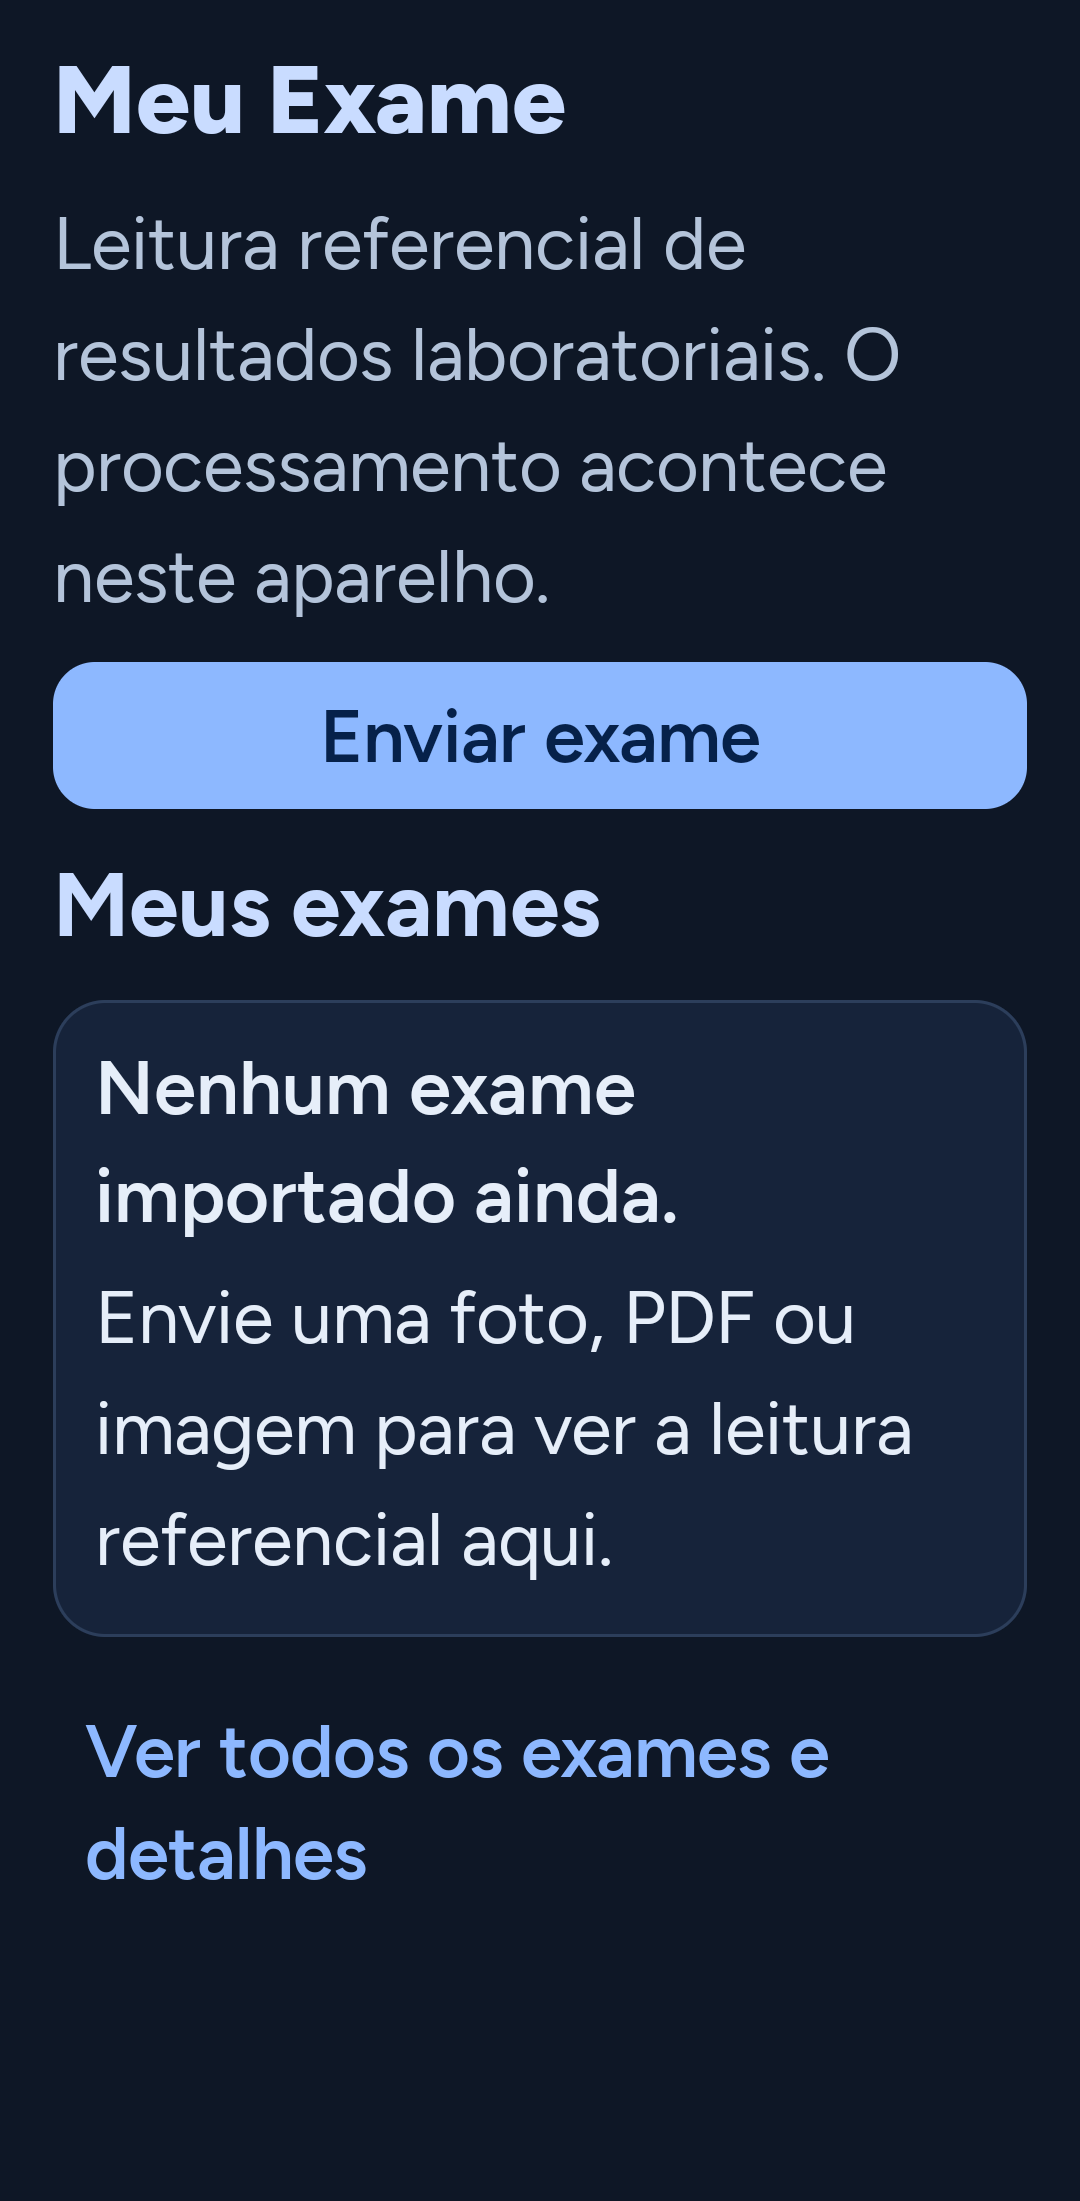 Meu Exame
Leitura referencial de
resultados laboratoriais. O
processamento acontece
neste aparelho.
Enviar exame
Meus exames
Nenhum exame
importado ainda.
Envie uma foto, PDF ou
imagem para ver a leitura
referencial aqui.
Ver todos os exames e
detalhes